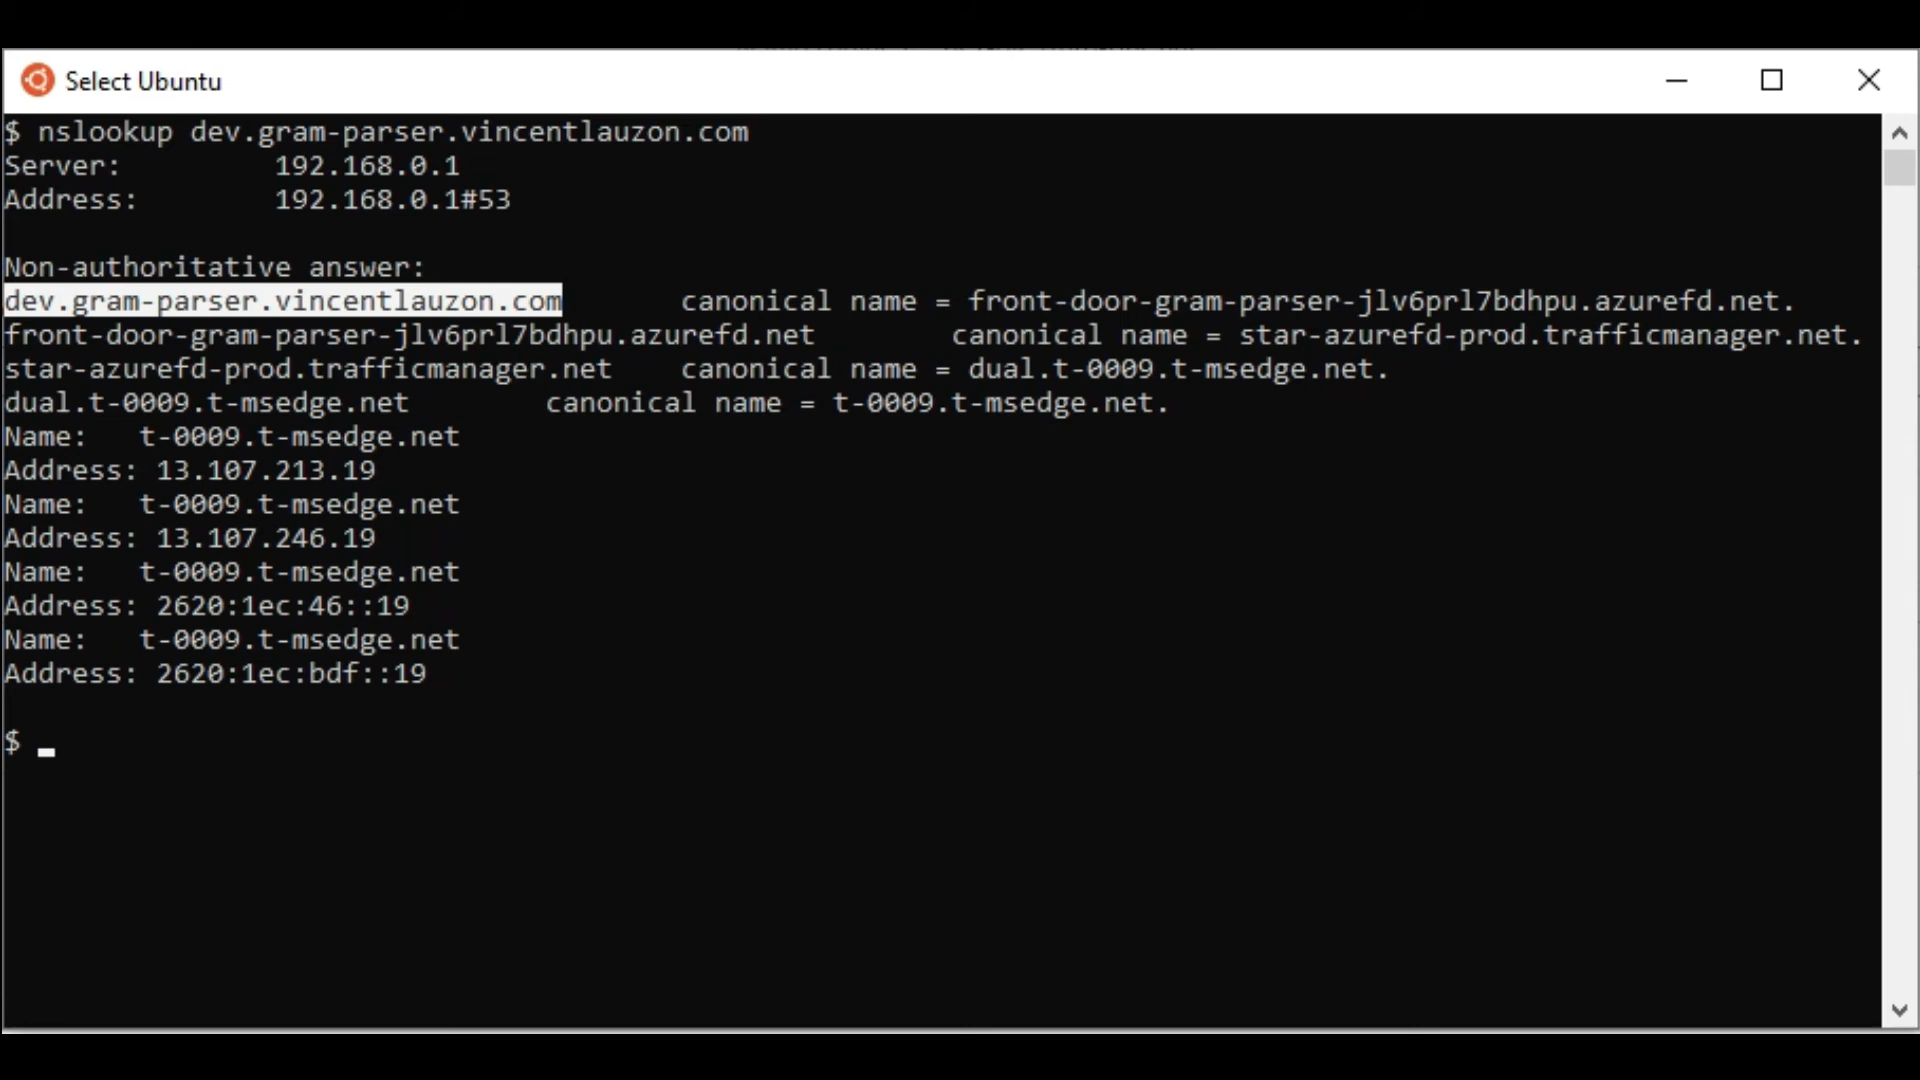 Select Ubuntu
$ nslookup dev.gram-parser.vincentlauzon.com
Server:         192.168.0.1
Address:        192.168.0.1#53
Non-authoritative answer:
dev.gram-parser.vincentlauzon.com       canonical name = front-door-gram-parser-jlv6prl7bdhpu.azurefd.net.
front-door-gram-parser-jlv6prl7bdhpu.azurefd.net        canonical name = star-azurefd-prod.trafficmanager.net.
star-azurefd-prod.trafficmanager.net    canonical name = dual.t-0009.t-msedge.net.
dual.t-0009.t-msedge.net        canonical name = t-0009.t-msedge.net.
Name:   t-0009.t-msedge.net
Address: 13.107.213.19
Name:   t-0009.t-msedge.net
Address: 13.107.246.19
Name:   t-0009.t-msedge.net
Address: 2620:1ec:46::19
Name:   t-0009.t-msedge.net
Address: 2620:1ec:bdf::19
$